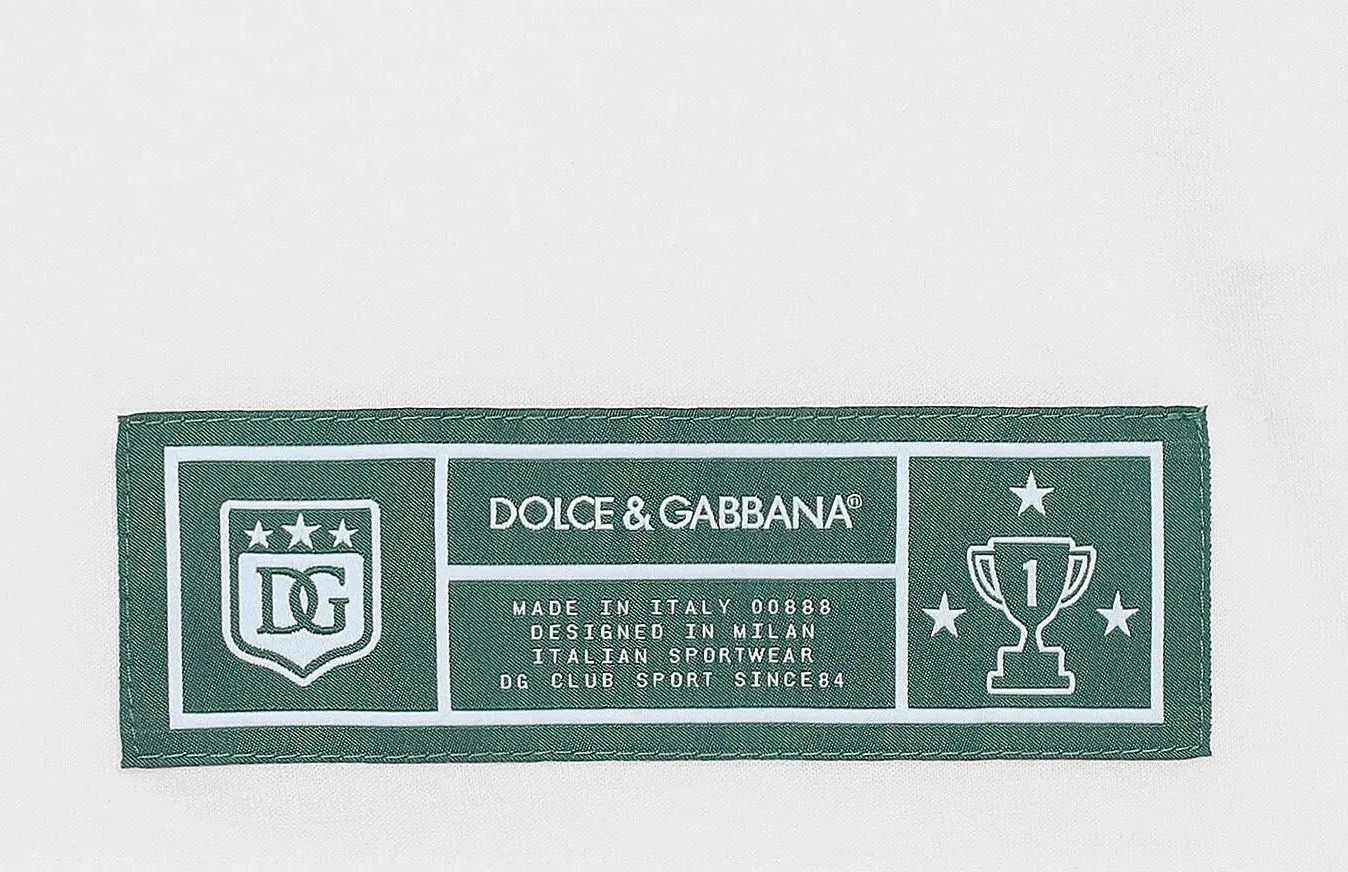 DG
DOLCE & GABBANA®
MADE IN ITALY 00888
DESIGNED IN MILAN
ITALIAN SPORTWEAR
DG CLUB SPORT SINCE84
1